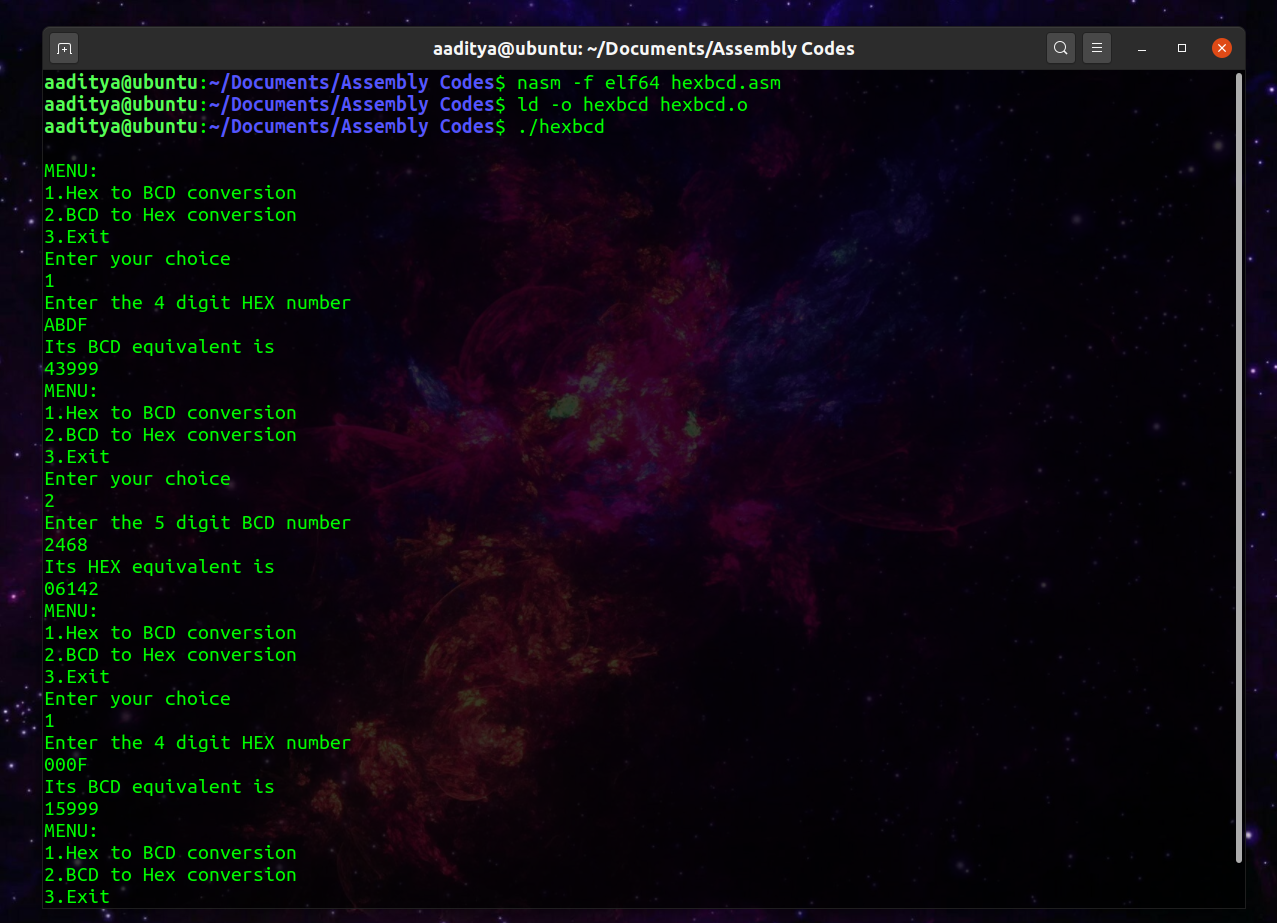 aaditya@ubuntu: ~/Documents/Assembly Codes
aaditya@ubuntu:~/Documents/Assembly Codes$ nasm -f elf64 hexbcd.asm
aaditya@ubuntu:~/Documents/Assembly Codes$ ld -o hexbcd hexbcd.o
aaditya@ubuntu:~/Documents/Assembly Codes$ ./hexbcd
MENU:
1.Hex to BCD conversion
2.BCD to Hex conversion
3.Exit
Enter your choice
1
Enter the 4 digit HEX number
ABDF
Its BCD equivalent is
43999
MENU:
1.Hex to BCD conversion
2.BCD to Hex conversion
3.Exit
Enter your choice
2
Enter the 5 digit BCD number
2468
Its HEX equivalent is
06142
MENU:
1.Hex to BCD conversion
2.BCD to Hex conversion
3.Exit
Enter your choice
1
Enter the 4 digit HEX number
000F
Its BCD equivalent is
15999
MENU:
1.Hex to BCD conversion
2.BCD to Hex conversion
3.Exit